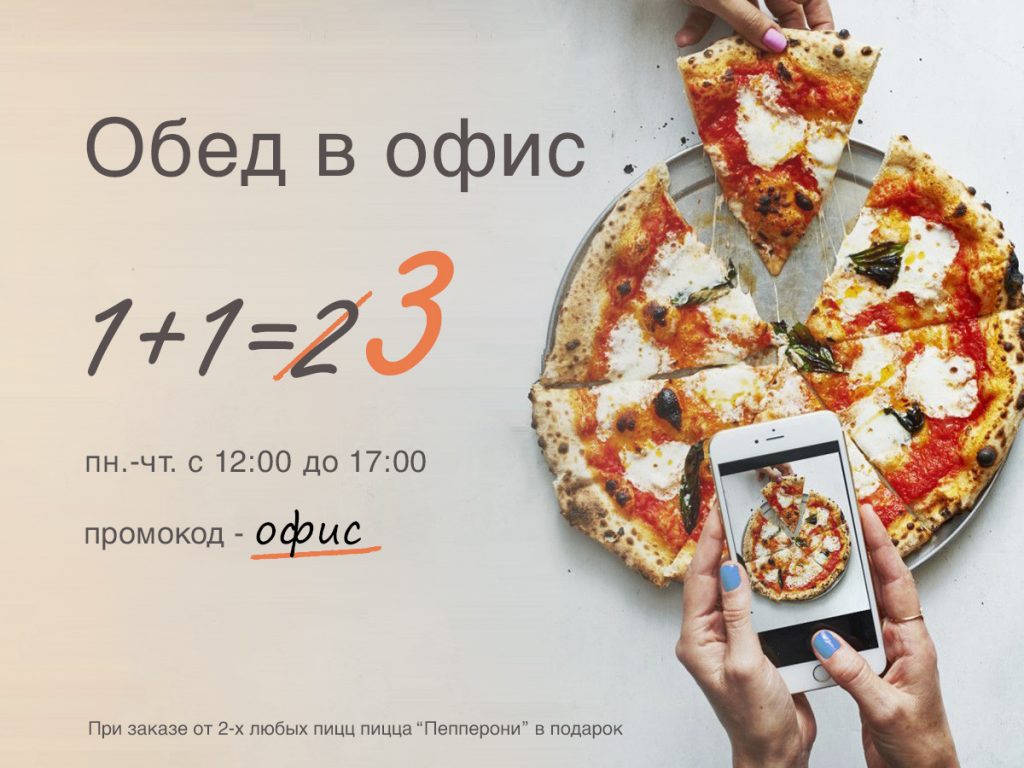 Обед в офис
1+1=2 3
пн.-чт. с 12:00 до 17:00
промокод - офис
При заказе от 2-х любых пицц пицца “Пепперони” в подарок